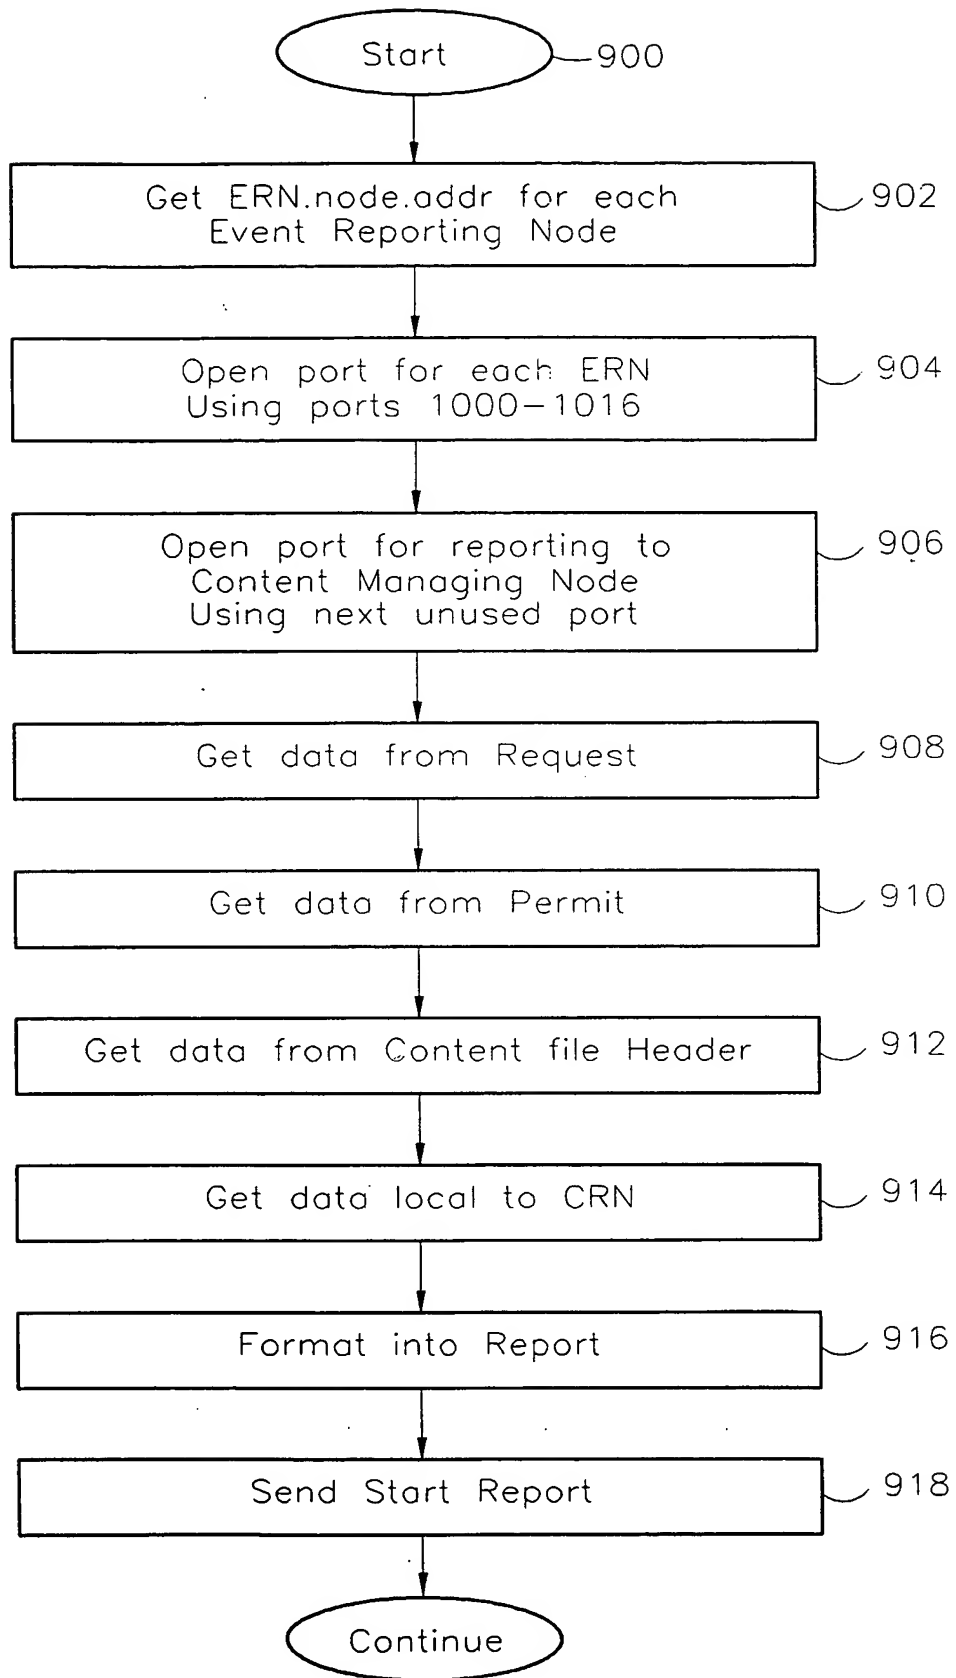 Start
900
Get ERN.node.addr for each
Event Reporting Node
902
Open port for each ERN
Using ports 1000-1016
904
Open port for reporting to
Content Managing Node
Using next unused port
906
Get data from Request
908
Get data from Permit
910
Get data from Content file Header
912
Get data local to CRN
914
Format into Report
916
Send Start Report
918
Continue